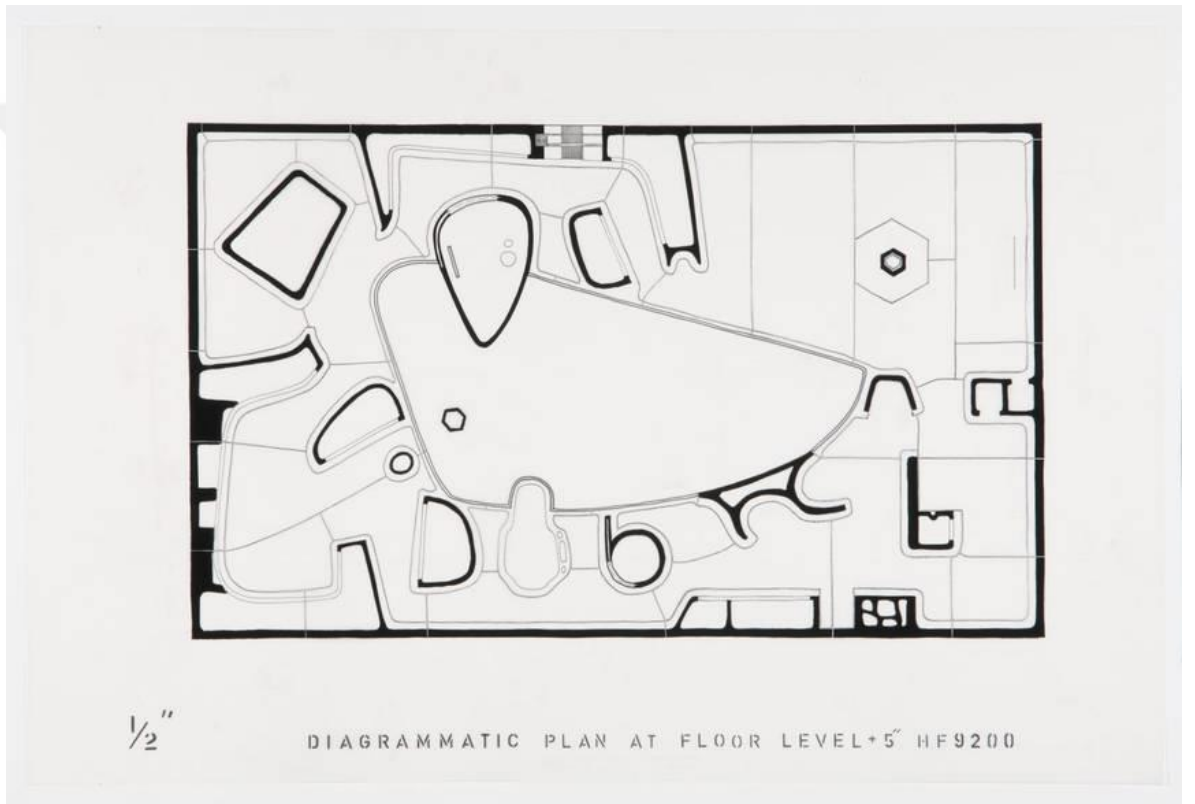 1/2"
DIAGRAMMATIC PLAN AT FLOOR LEVEL + 5" HF9200